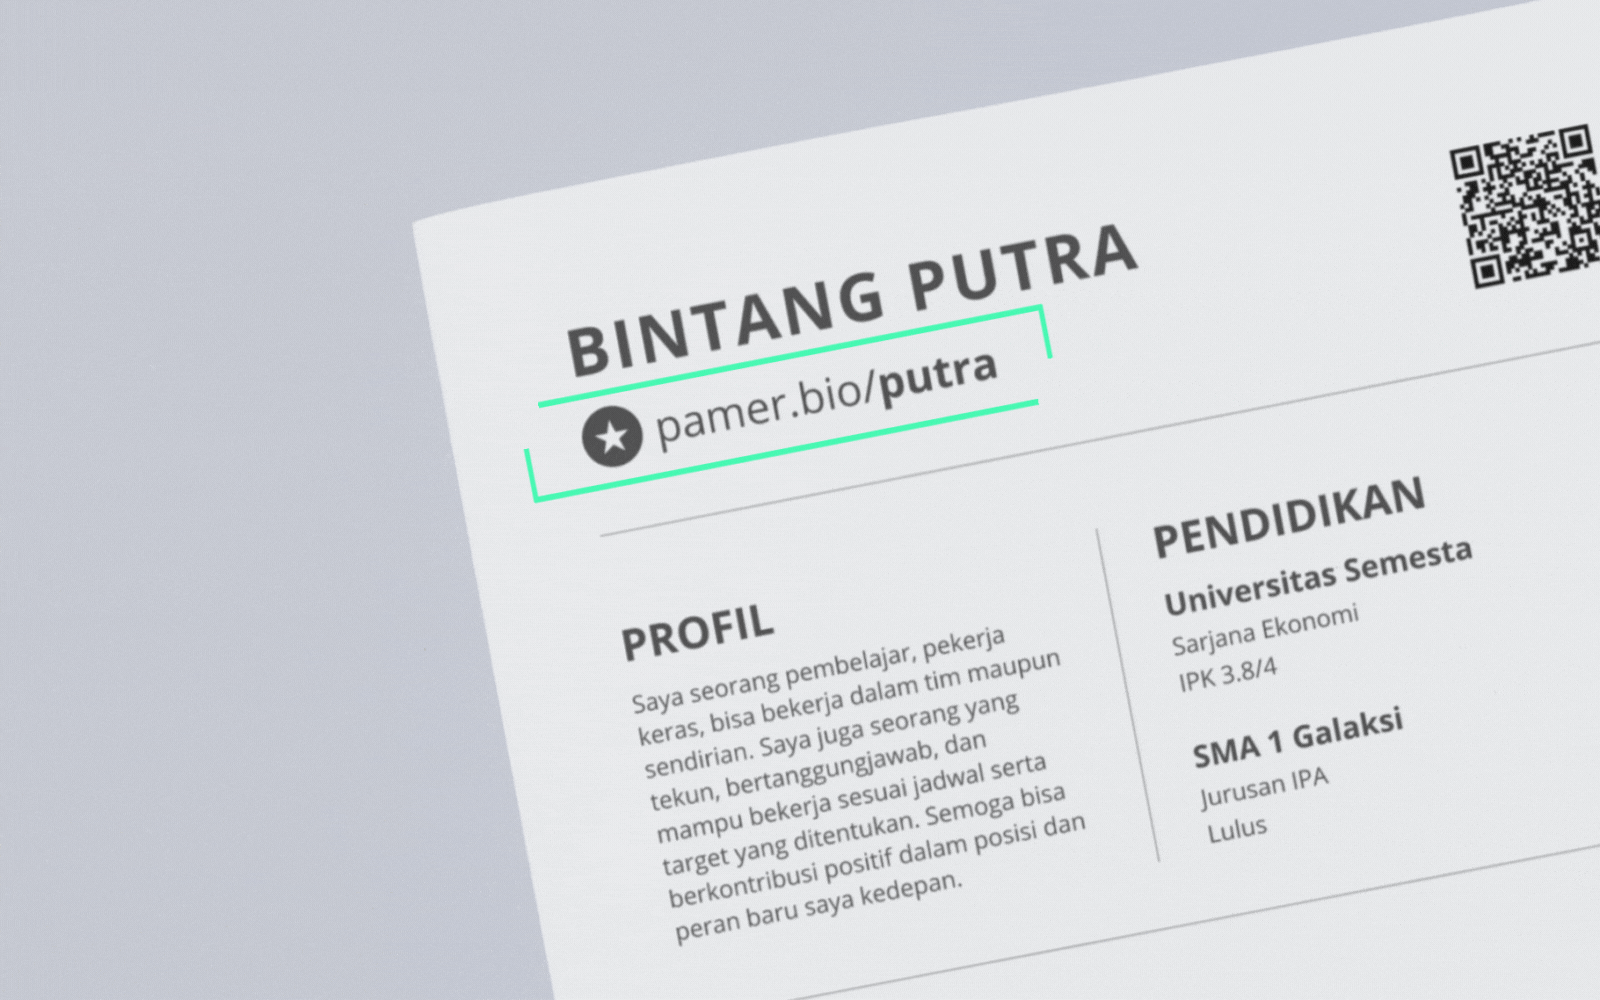 BINTANG PUTRA
pamer.bio/putra
PROFIL
Saya seorang pembelajar, pekerja
keras, bisa bekerja dalam tim maupun
sendirian. Saya juga seorang yang
tekun, bertanggungjawab, dan
mampu bekerja sesuai jadwal serta
target yang ditentukan. Semoga bisa
berkontribusi positif dalam posisi dan
peran baru saya kedepan.
PENDIDIKAN
Universitas Semesta
Sarjana Ekonomi
IPK 3.8/4
SMA 1 Galaksi
Jurusan IPA
Lulus